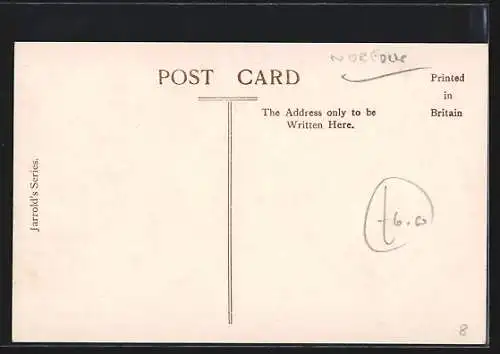 NORFOLK
POST CARD
Printed
in
Britain
The Address only to be
Written Here.
Jarrold's Series.
£6.00
8